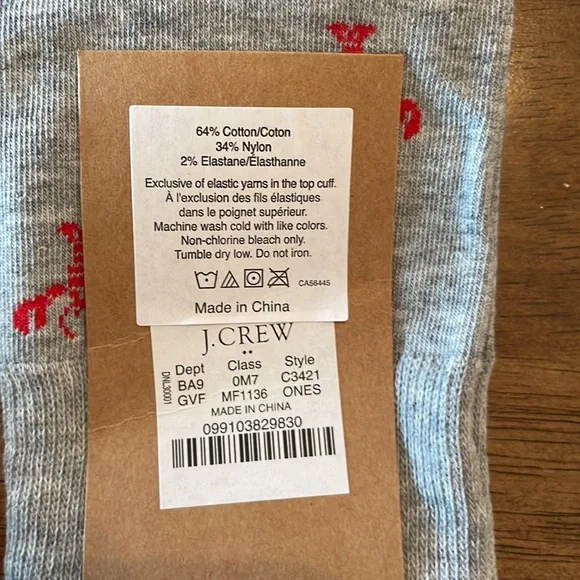 64% Cotton/Coton
34% Nylon
2% Elastane/Élasthanne
Exclusive of elastic yarns in the top cuff.
À l'exclusion des fils élastiques
dans le poignet supérieur.
Machine wash cold with like colors.
Non-chlorine bleach only.
Tumble dry low. Do not iron.
CA56445
Made in China
J.CREW
Dept Class Style
BA9 0M7 C3421
GVF MF1136 ONES
MADE IN CHINA
099103829830
DNL30001